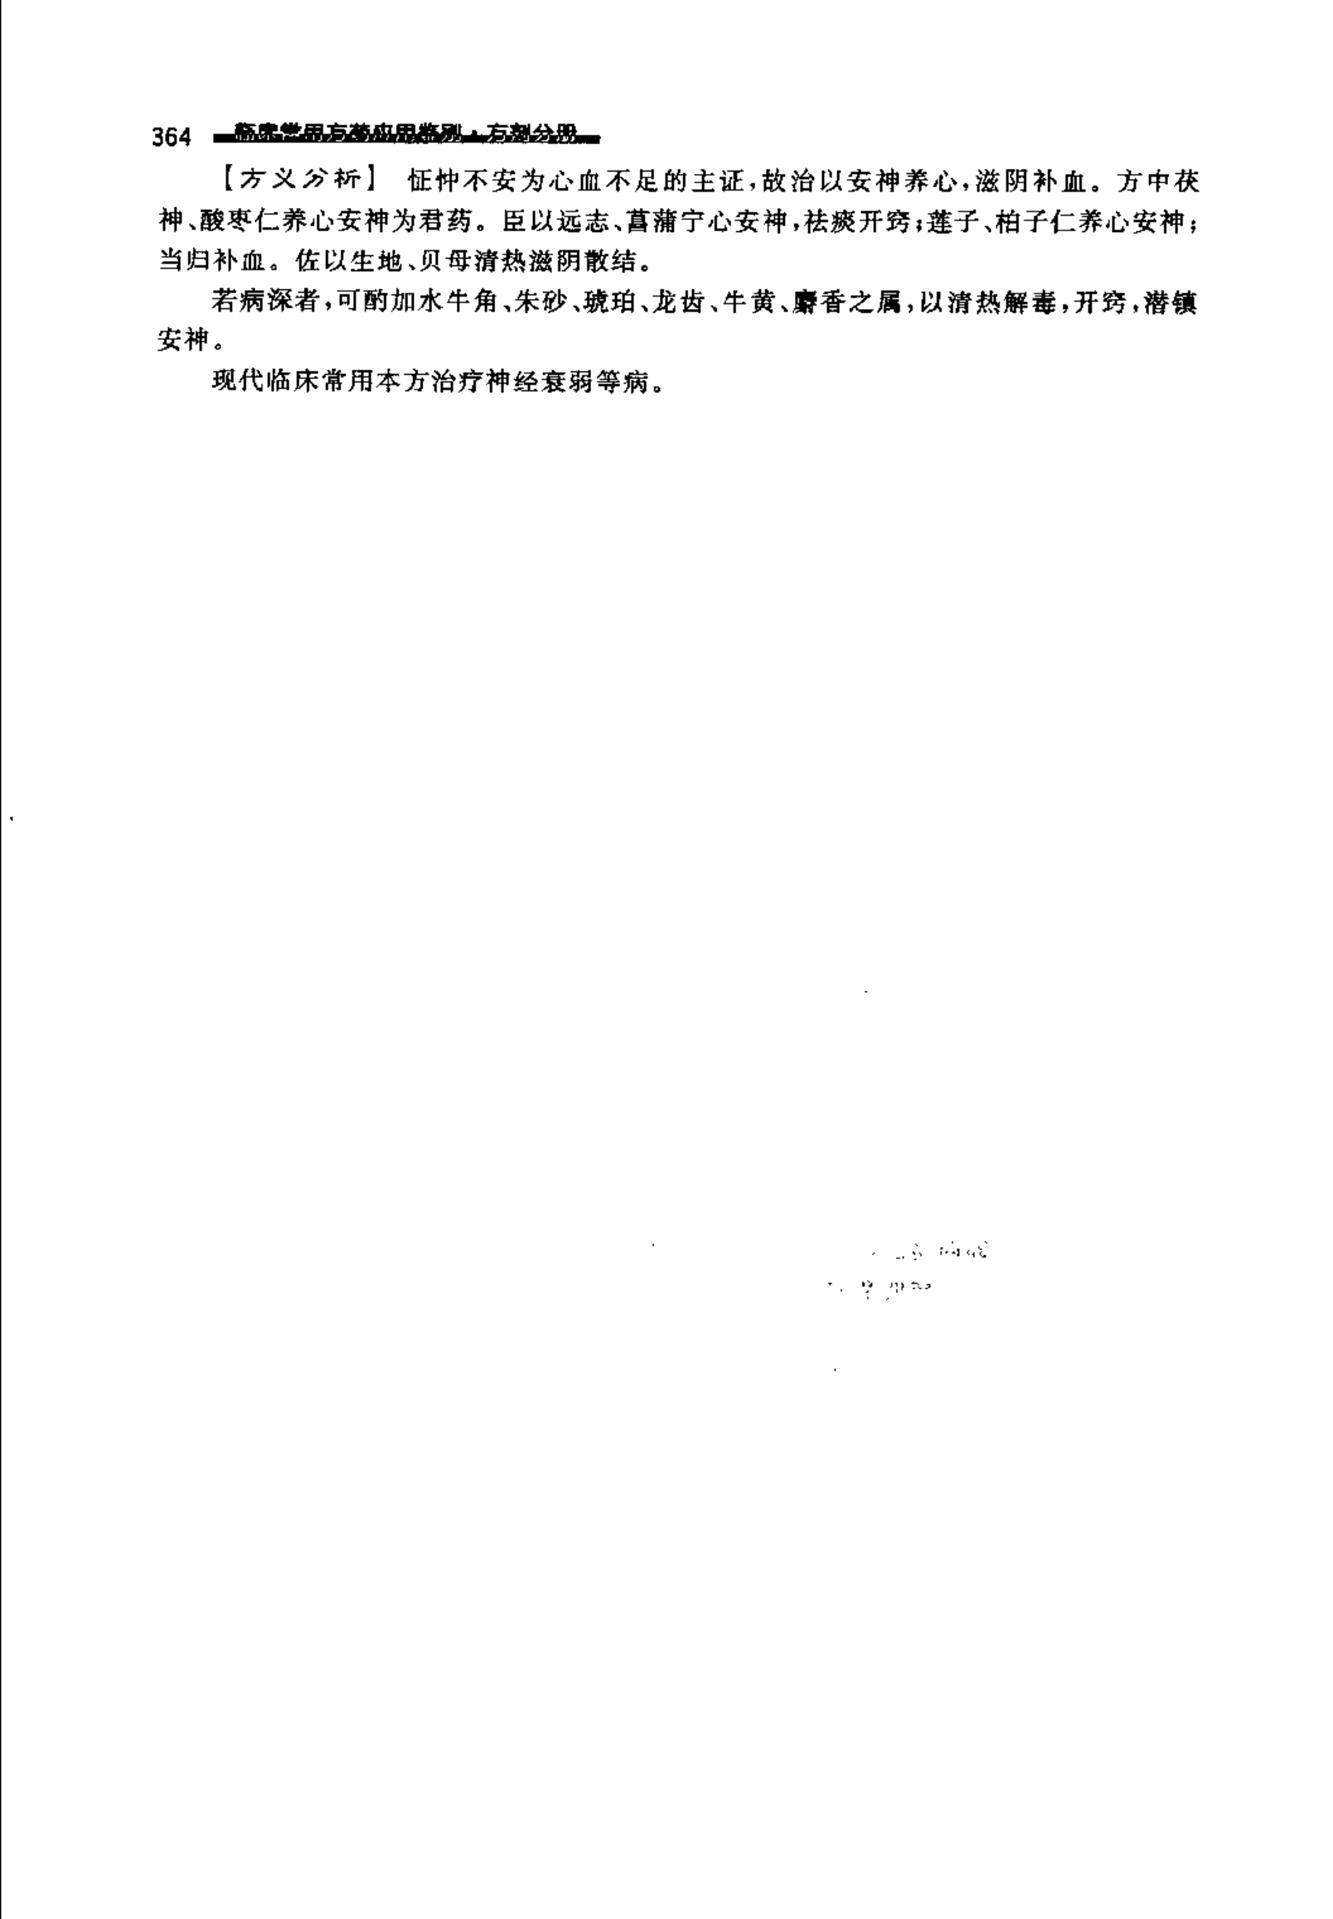 364 临床常用方药应用鉴别·方剂分册
【方义分析】 怔忡不安为心血不足的主证,故治以安神养心,滋阴补血。方中茯
神、酸枣仁养心安神为君药。臣以远志、菖蒲宁心安神,祛痰开窍;莲子、柏子仁养心安神;
当归补血。佐以生地、贝母清热滋阴散结。
若病深者,可酌加水牛角、朱砂、琥珀、龙齿、牛黄、麝香之属,以清热解毒,开窍,潜镇
安神。
现代临床常用本方治疗神经衰弱等病。